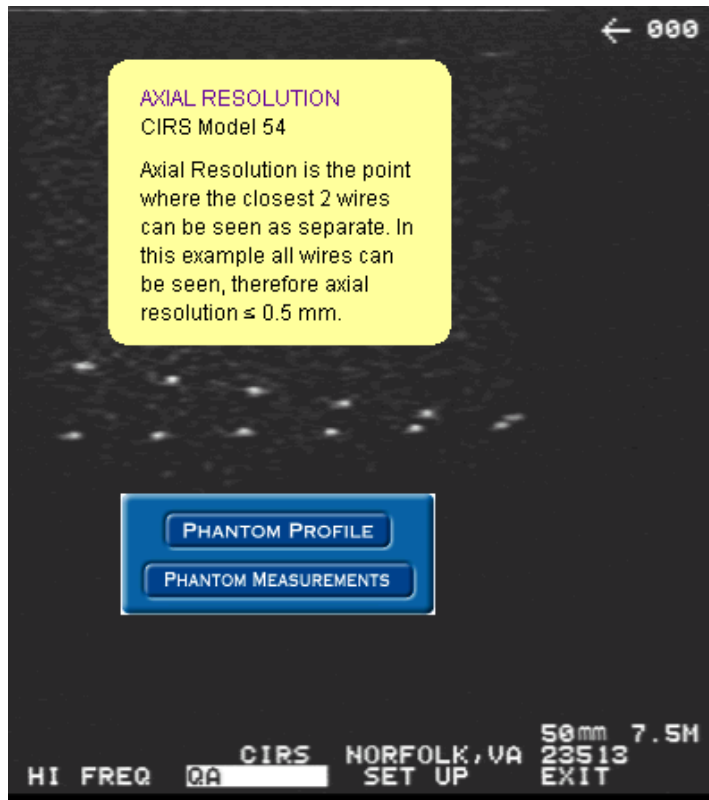 ← 000
AXIAL RESOLUTION
CIRS Model 54
Axial Resolution is the point
where the closest 2 wires
can be seen as separate. In
this example all wires can
be seen, therefore axial
resolution ≤ 0.5 mm.
PHANTOM PROFILE
PHANTOM MEASUREMENTS
50mm 7.5M
CIRS NORFOLK,VA 23513
HI FREQ QA SET UP EXIT